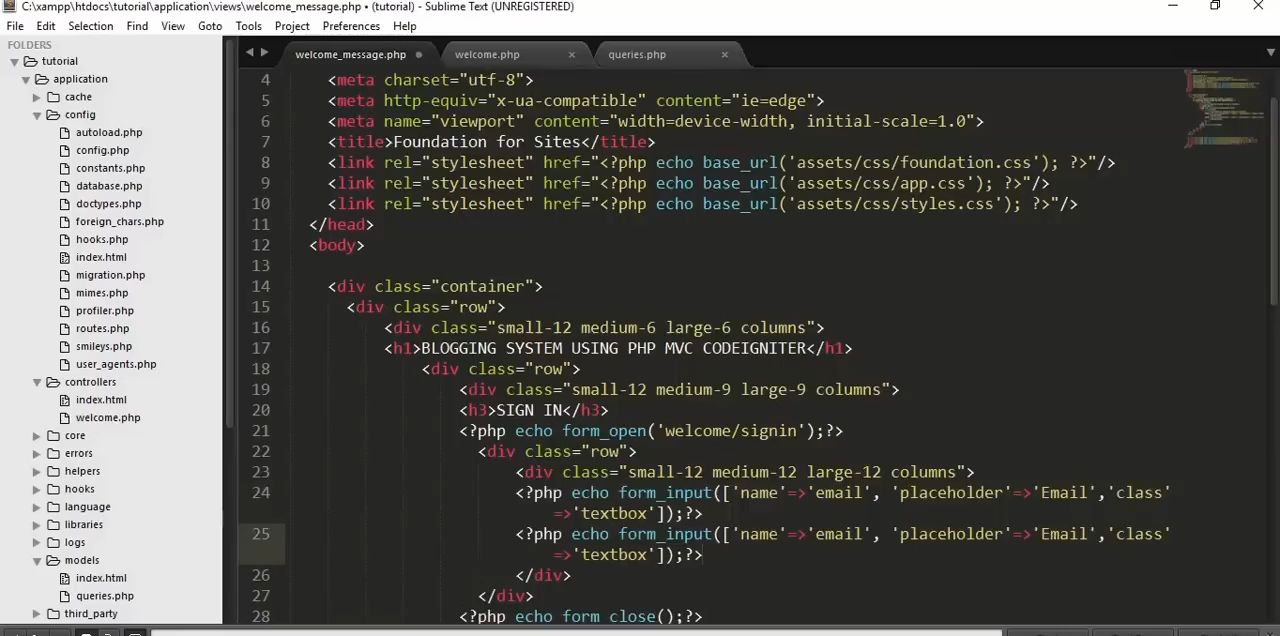 C:\xampp\htdocs\tutorial\application\views\welcome_message.php • (tutorial) - Sublime Text (UNREGISTERED)
File Edit Selection Find View Goto Tools Project Preferences Help
FOLDERS
tutorial
application
cache
config
autoload.php
config.php
constants.php
database.php
doctypes.php
foreign_chars.php
hooks.php
index.html
migration.php
mimes.php
profiler.php
routes.php
smileys.php
user_agents.php
controllers
index.html
welcome.php
core
errors
helpers
hooks
language
libraries
logs
models
index.html
queries.php
third_party
welcome_message.php welcome.php queries.php
4 <meta charset="utf-8">
5 <meta http-equiv="x-ua-compatible" content="ie=edge">
6 <meta name="viewport" content="width=device-width, initial-scale=1.0">
7 <title>Foundation for Sites</title>
8 <link rel="stylesheet" href="<?php echo base_url('assets/css/foundation.css'); ?>"/>
9 <link rel="stylesheet" href="<?php echo base_url('assets/css/app.css'); ?>"/>
10 <link rel="stylesheet" href="<?php echo base_url('assets/css/styles.css'); ?>"/>
11 </head>
12 <body>
13
14 <div class="container">
15 <div class="row">
16 <div class="small-12 medium-6 large-6 columns">
17 <h1>BLOGGING SYSTEM USING PHP MVC CODEIGNITER</h1>
18 <div class="row">
19 <div class="small-12 medium-9 large-9 columns">
20 <h3>SIGN IN</h3>
21 <?php echo form_open('welcome/signin');?>
22 <div class="row">
23 <div class="small-12 medium-12 large-12 columns">
24 <?php echo form_input(['name'=>'email', 'placeholder'=>'Email','class'
=>'textbox']);?>
25 <?php echo form_input(['name'=>'email', 'placeholder'=>'Email','class'
=>'textbox']);?>
26 </div>
27 </div>
28 <?php echo form_close();?>